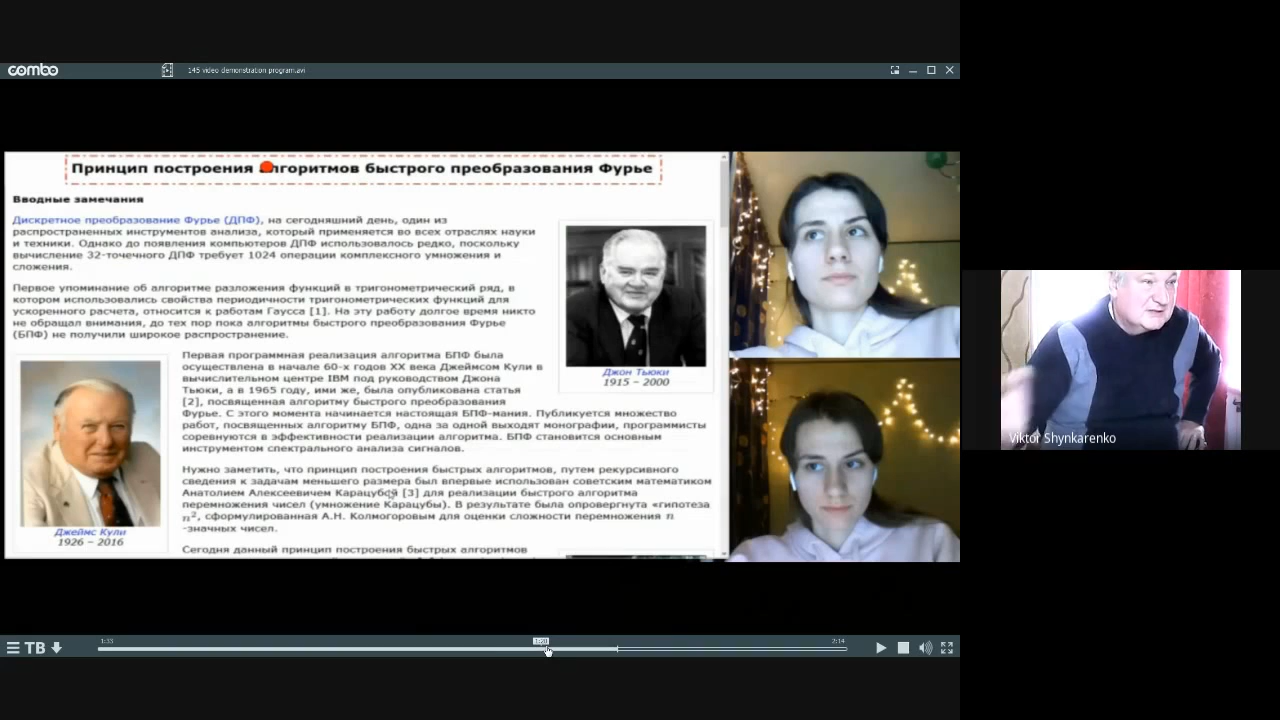 combo
145 video demonstration program.avi
Принцип построения алгоритмов быстрого преобразования Фурье
Вводные замечания
Дискретное преобразование Фурье (ДПФ), на сегодняшний день, один из
распространенных инструментов анализа, который применяется во всех отраслях науки
и техники. Однако до появления компьютеров ДПФ использовалось редко, поскольку
вычисление 32-точечного ДПФ требует 1024 операции комплексного умножения и
сложения.
Первое упоминание об алгоритме разложения функций в тригонометрический ряд, в
котором использовались свойства периодичности тригонометрических функций для
ускоренного расчета, относится к работам Гаусса [1]. На эту работу долгое время никто
не обращал внимания, до тех пор пока алгоритмы быстрого преобразования Фурье
(БПФ) не получили широкое распространение.
Джон Тьюки
1915 – 2000
Первая программная реализация алгоритма БПФ была
осуществлена в начале 60-х годов XX века Джеймсом Кули в
вычислительном центре IBM под руководством Джона
Тьюки, а в 1965 году, ими же, была опубликована статья
[2], посвященная алгоритму быстрого преобразования
Фурье. С этого момента начинается настоящая БПФ-мания. Публикуется множество
работ, посвященных алгоритму БПФ, одна за одной выходят монографии, программисты
соревнуются в эффективности реализации алгоритма. БПФ становится основным
инструментом спектрального анализа сигналов.
Нужно заметить, что принцип построения быстрых алгоритмов, путем рекурсивного
сведения к задачам меньшего размера был впервые использован советским математиком
Анатолием Алексеевичем Карацубой [3] для реализации быстрого алгоритма
перемножения чисел (умножение Карацубы). В результате была опровергнута «гипотеза
n², сформулированная А.Н. Колмогоровым для оценки сложности перемножения n
-значных чисел.
Джеймс Кули
1926 – 2016
Сегодня данный принцип построения быстрых алгоритмов
Viktor Shynkarenko
1:33
2:14
ТВ